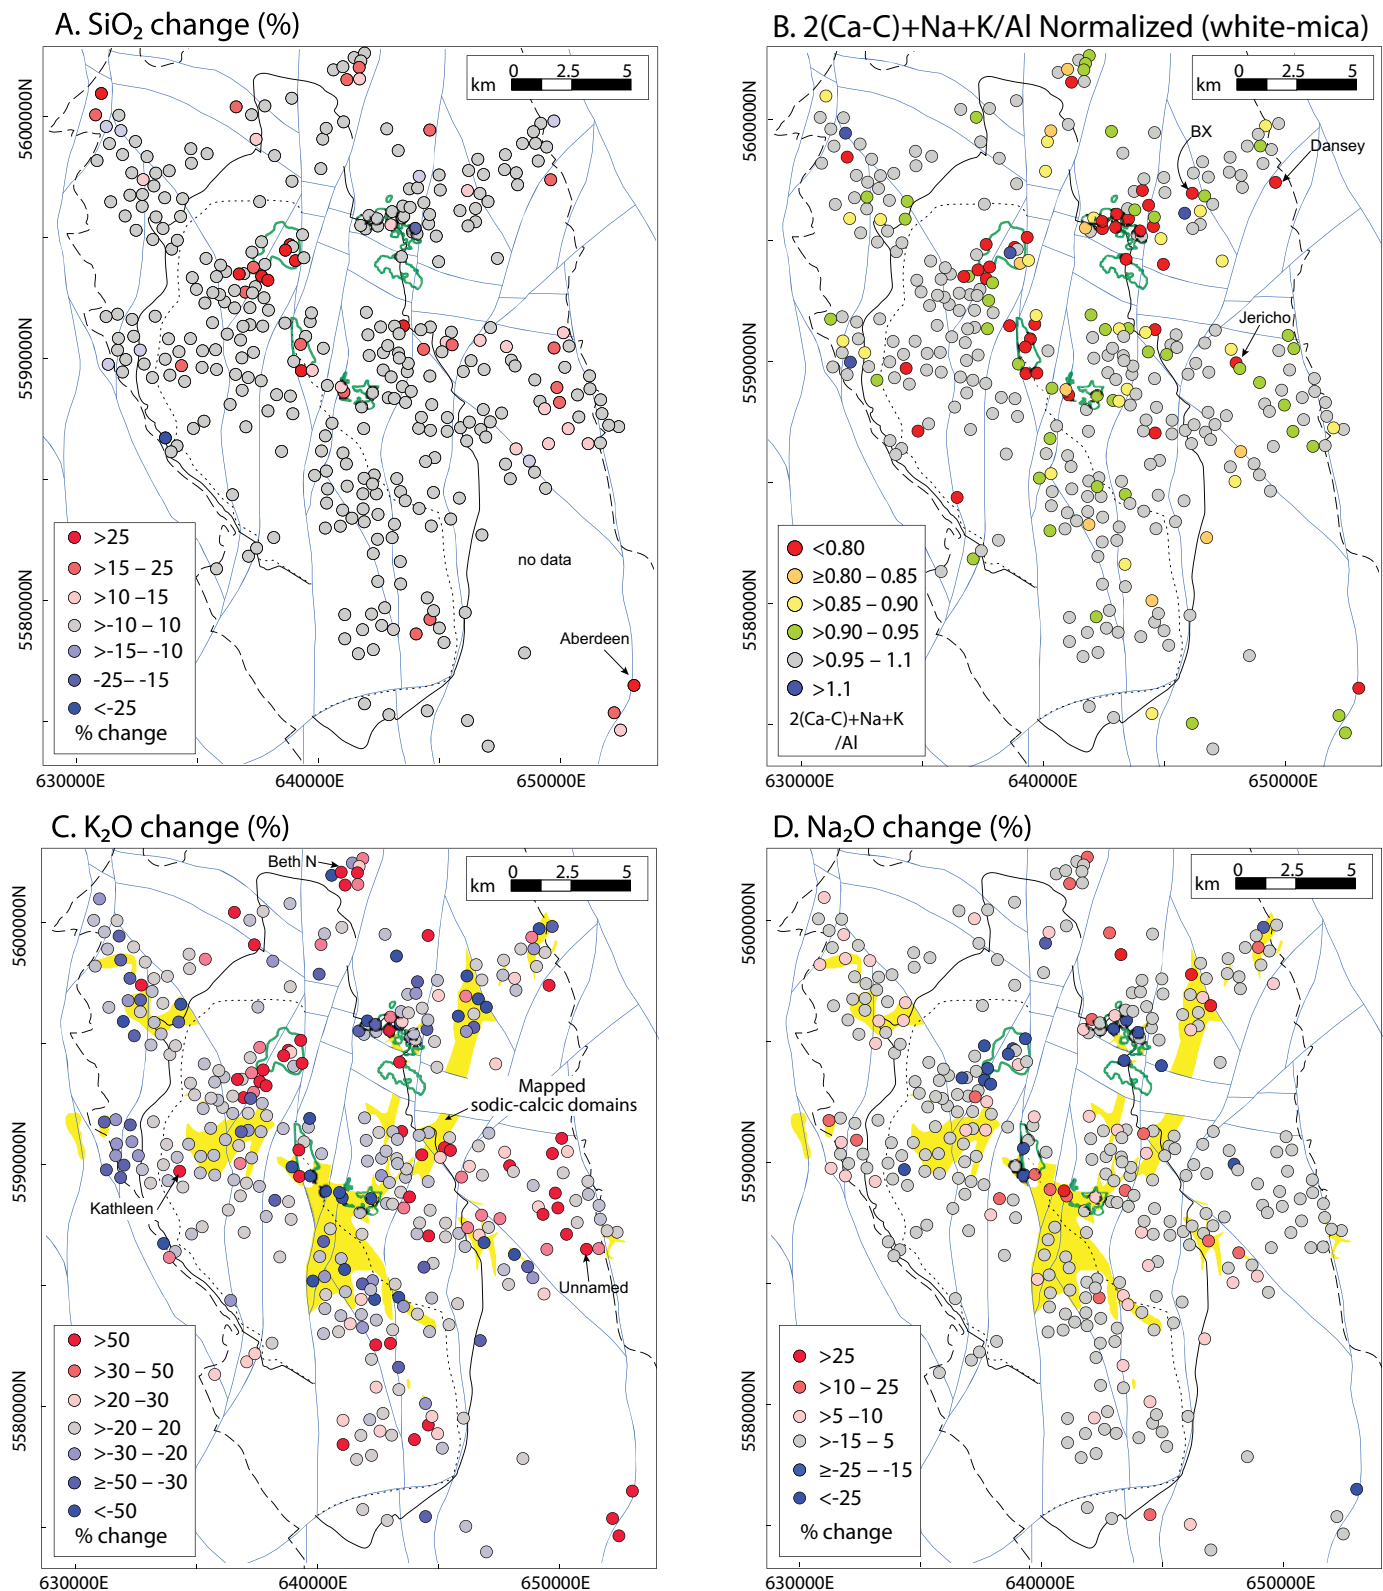 A. SiO₂ change (%)
km 0 2.5 5
5600000N
5590000N
5580000N
no data
Aberdeen
>25
>15 – 25
>10 –15
>-10 – 10
>-15– -10
-25– -15
<-25
% change
630000E 640000E 650000E
B. 2(Ca-C)+Na+K/Al Normalized (white-mica)
km 0 2.5 5
5600000N
5590000N
5580000N
BX
Dansey
Jericho
<0.80
≥0.80 – 0.85
>0.85 – 0.90
>0.90 – 0.95
>0.95 – 1.1
>1.1
2(Ca-C)+Na+K
/Al
630000E 640000E 650000E
C. K₂O change (%)
Beth N
km 0 2.5 5
5600000N
5590000N
5580000N
Mapped
sodic-calcic domains
Kathleen
Unnamed
>50
>30 – 50
>20 –30
>-20 – 20
>-30 – -20
≥-50 – -30
<-50
% change
630000E 640000E 650000E
D. Na₂O change (%)
km 0 2.5 5
5600000N
5590000N
5580000N
>25
>10 – 25
>5 –10
>-15 – 5
≥-25 – -15
<-25
% change
630000E 640000E 650000E